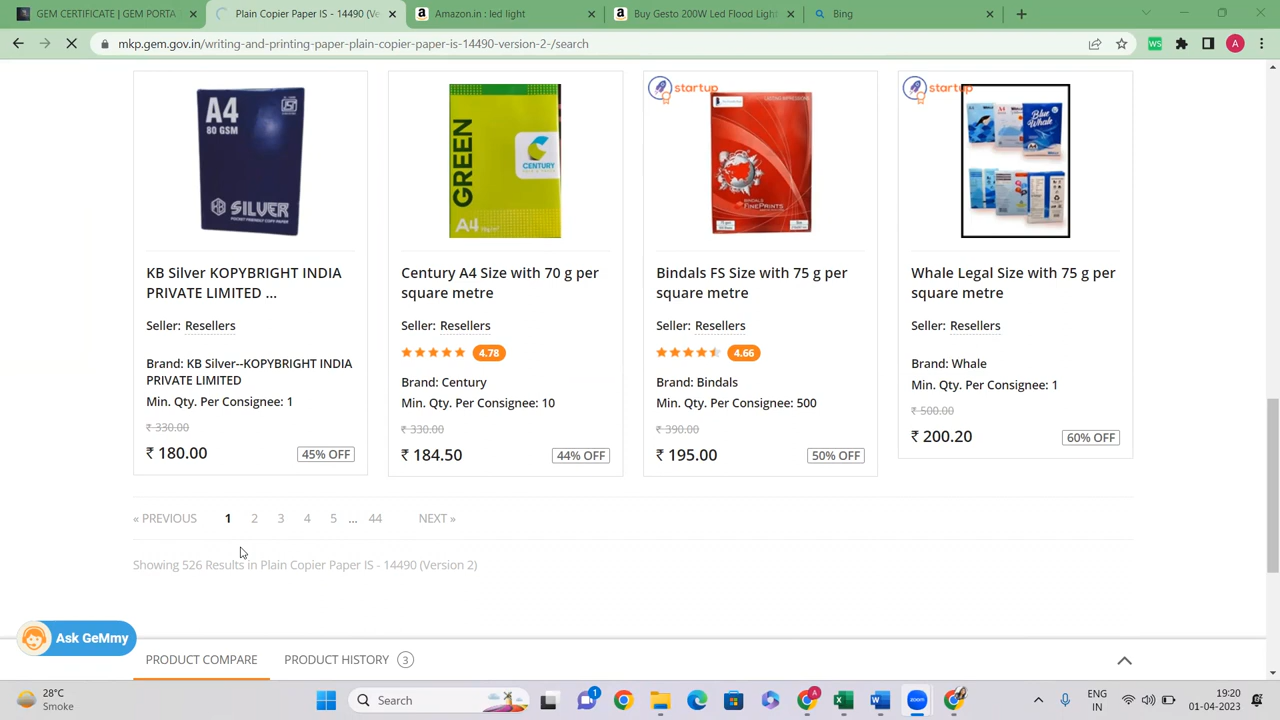 GEM CERTIFICATE | GEM PORTA
Plain Copier Paper IS - 14490 (Ve
Amazon.in : led light
Buy Gesto 200W Led Flood Light
Bing
mkp.gem.gov.in/writing-and-printing-paper-plain-copier-paper-is-14490-version-2-/search
WS
A
startup
startup
A4
80 GSM
SILVER
GREEN
CENTURY
A4
BINDALS
FINEPRINTS
Blue Whale
KB Silver KOPYBRIGHT INDIA
PRIVATE LIMITED ...
Seller: Resellers
Brand: KB Silver--KOPYBRIGHT INDIA
PRIVATE LIMITED
Min. Qty. Per Consignee: 1
₹ 330.00
₹ 180.00
45% OFF
Century A4 Size with 70 g per
square metre
Seller: Resellers
4.78
Brand: Century
Min. Qty. Per Consignee: 10
₹ 330.00
₹ 184.50
44% OFF
Bindals FS Size with 75 g per
square metre
Seller: Resellers
4.66
Brand: Bindals
Min. Qty. Per Consignee: 500
₹ 390.00
₹ 195.00
50% OFF
Whale Legal Size with 75 g per
square metre
Seller: Resellers
Brand: Whale
Min. Qty. Per Consignee: 1
₹ 500.00
₹ 200.20
60% OFF
« PREVIOUS 1 2 3 4 5 ... 44 NEXT »
Showing 526 Results in Plain Copier Paper IS - 14490 (Version 2)
Ask GeMmy
PRODUCT COMPARE
PRODUCT HISTORY 3
28°C
Smoke
Search
1
A
zoom
ENG
IN
19:20
01-04-2023